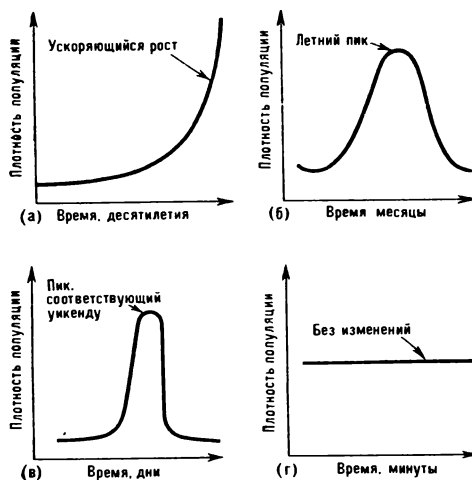 Плотность популяции
Ускоряющийся рост
(а) Время, десятилетия
Плотность популяции
Летний пик
(б) Время месяцы
Плотность популяции
Пик,
соответствующий
уикенду
(в) Время, дни
Плотность популяции
Без изменений
(г) Время, минуты